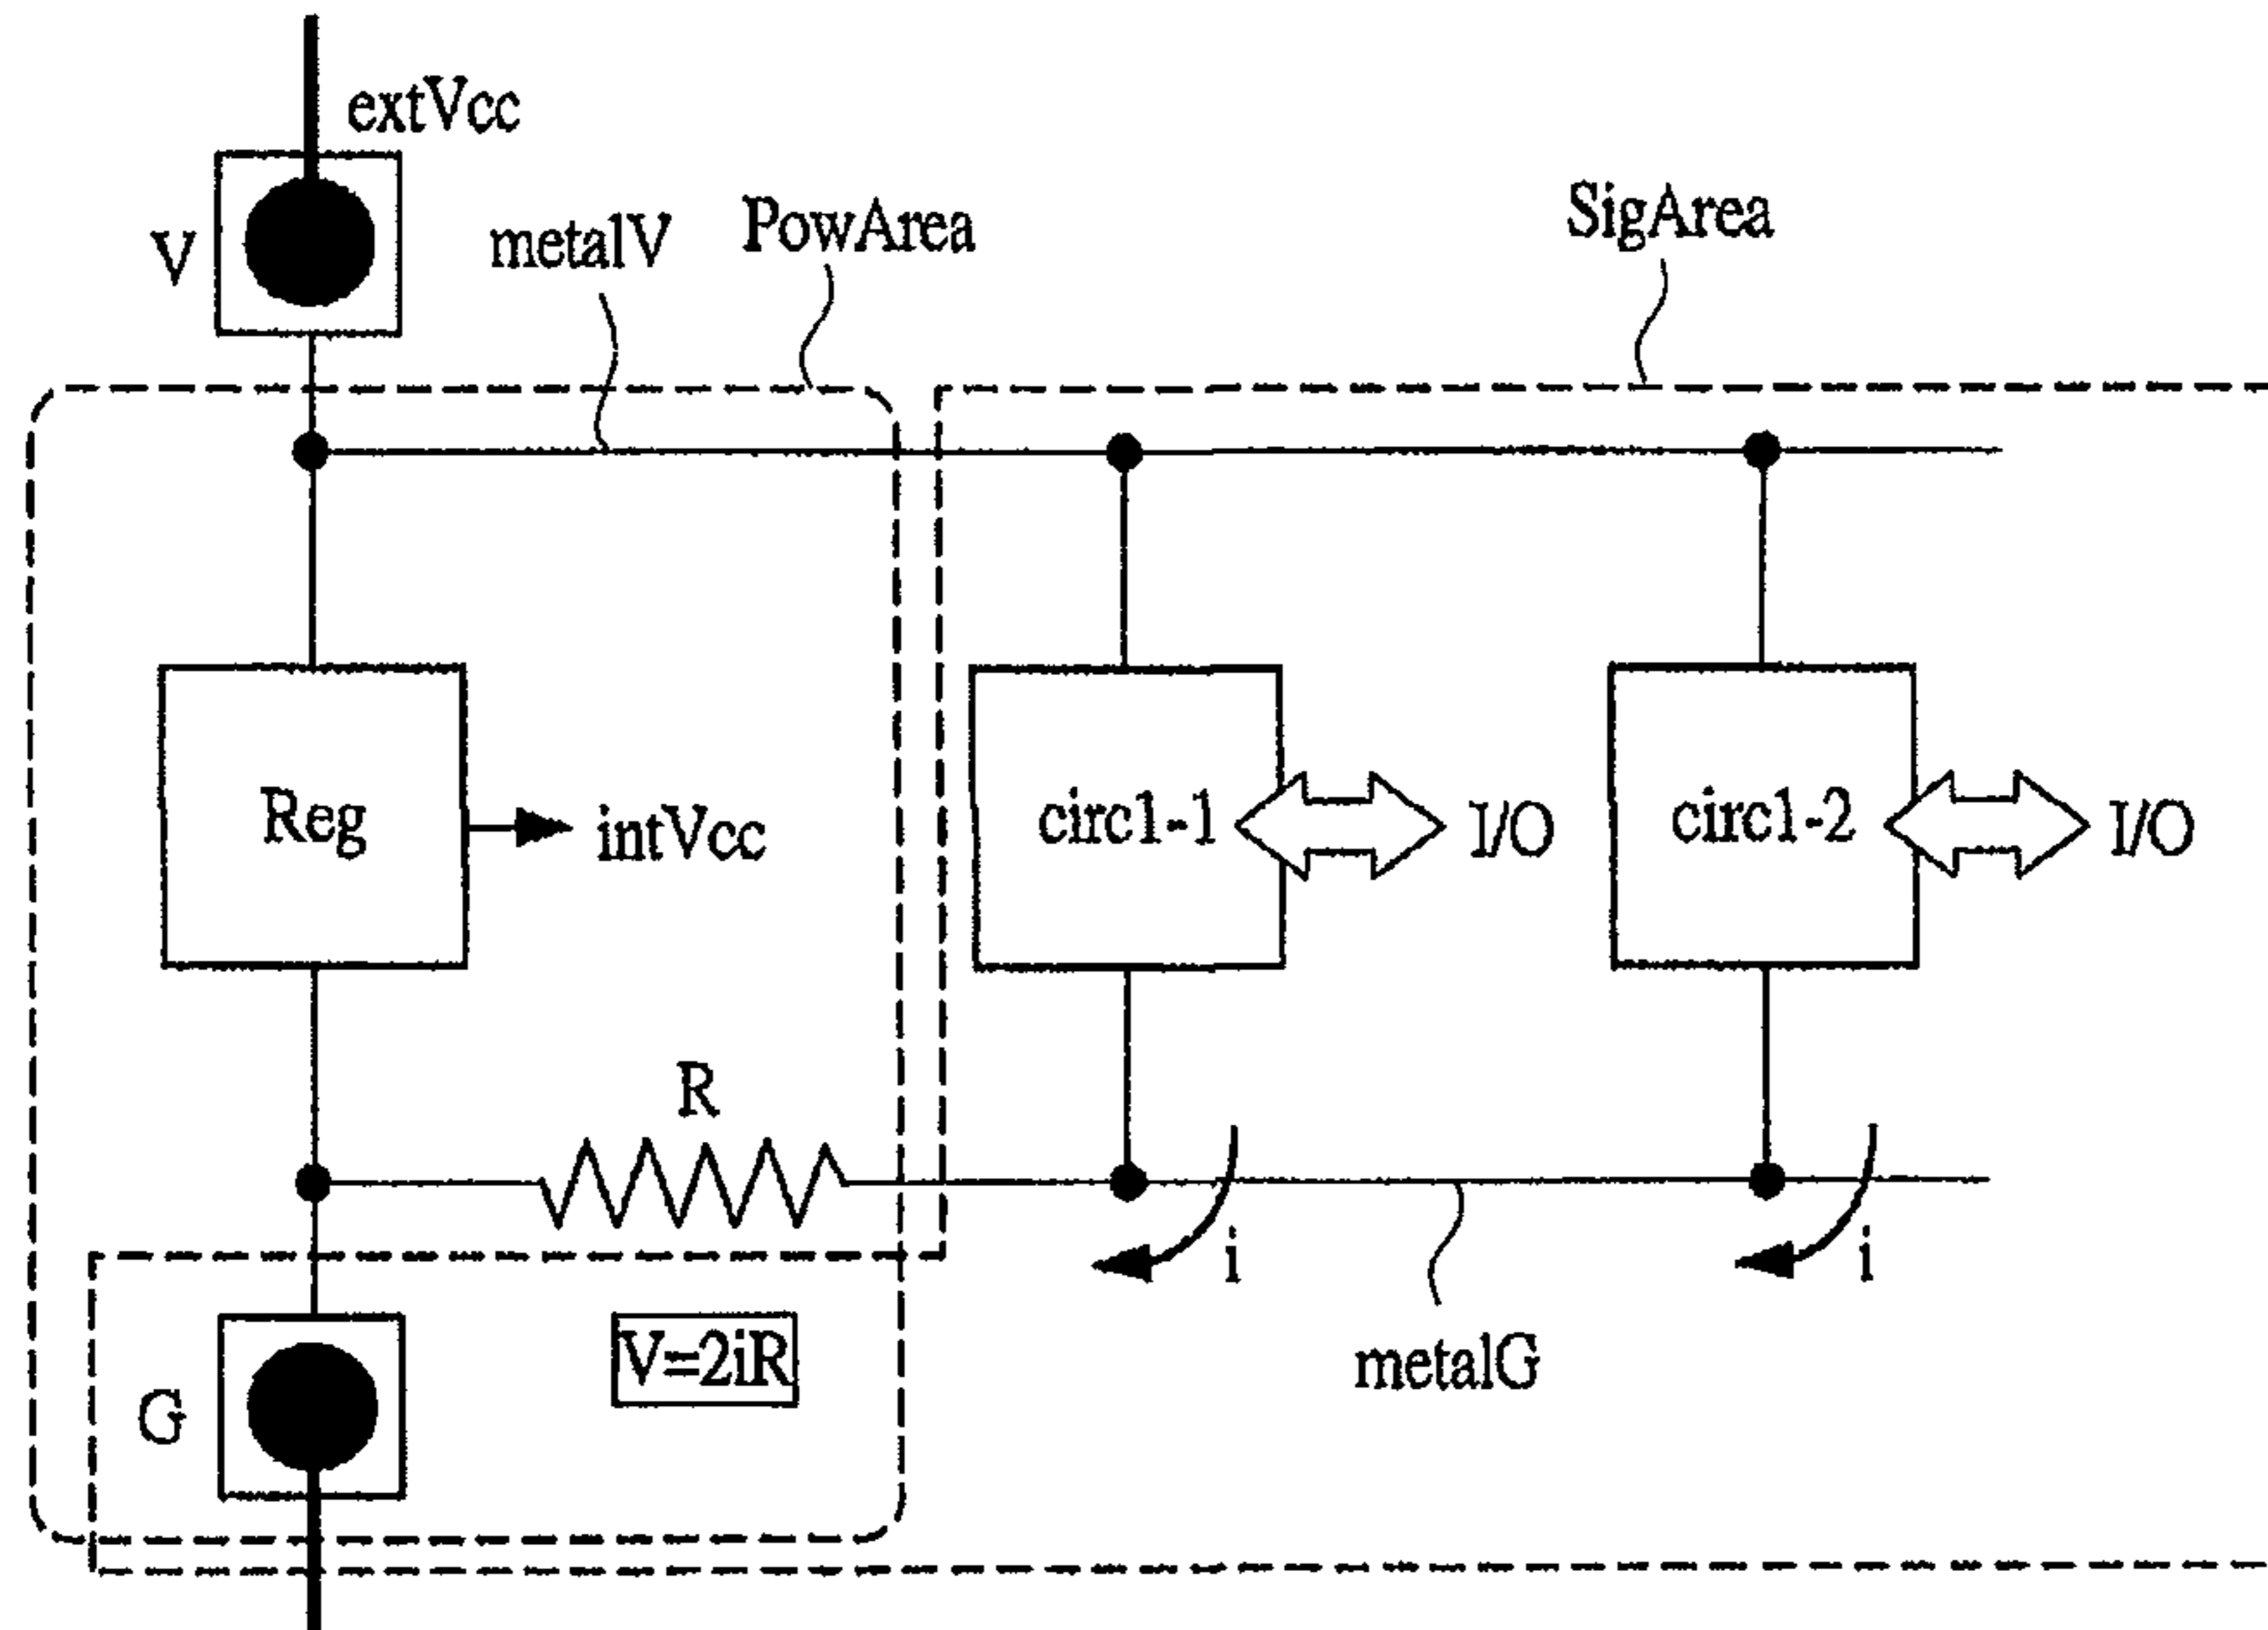 extVcc
V
metalV
PowArea
SigArea
Reg
intVcc
circ1-1
I/O
circ1-2
I/O
R
i
i
G
V=2iR
metalG